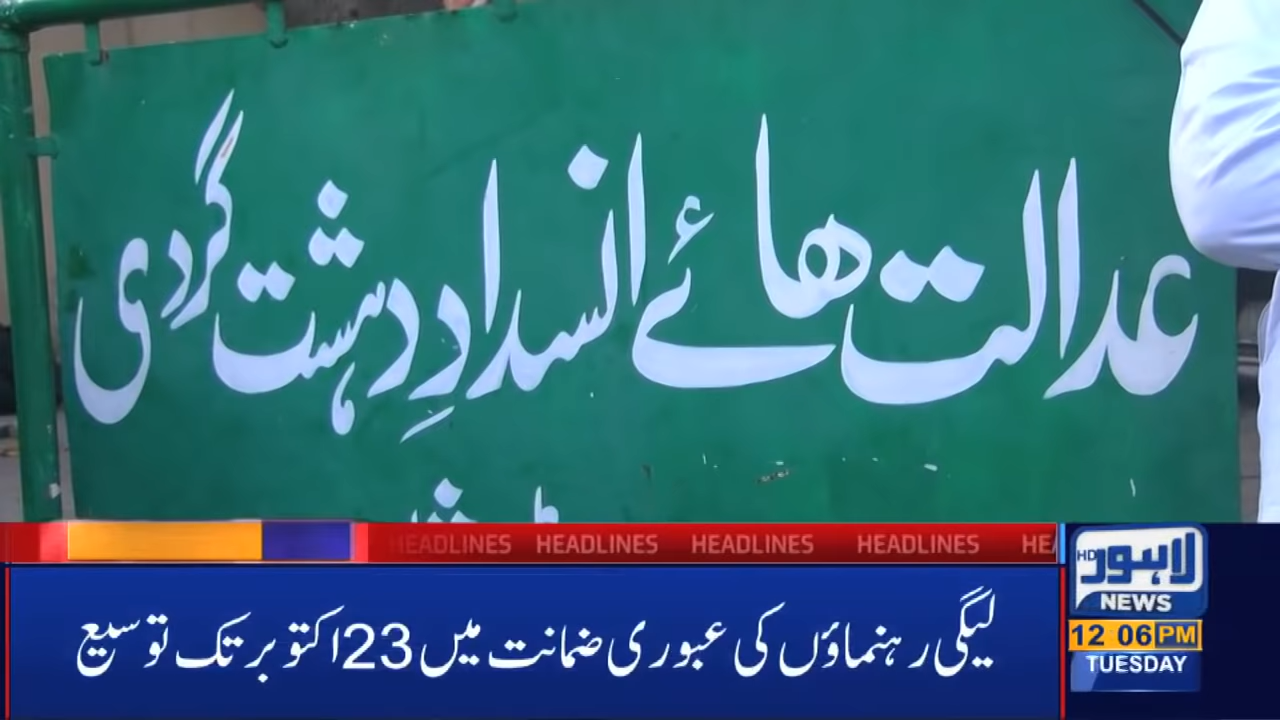 عدالت ھائے انسدادِ دہشت گردی
HEADLINES HEADLINES HEADLINES HEADLINES
لیگی رہنماؤں کی عبوری ضمانت میں 23 اکتوبر تک توسیع
لاہور
HD
NEWS
12 06 PM
TUESDAY